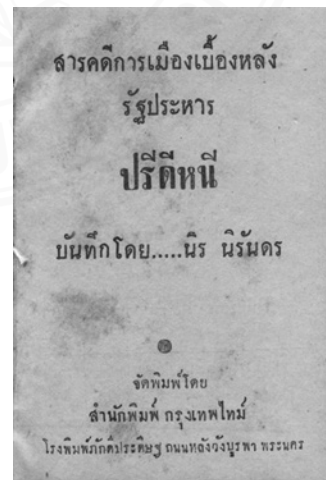 สารคดีการเมืองเบื้องหลัง
รัฐประหาร
ปรีดีหนี
บันทึกโดย.....นิร นิรันดร
จัดพิมพ์โดย
สำนักพิมพ์ กรุงเทพใหม่
โรงพิมพ์ภักดีประดิษฐ ถนนหลังวังบูรพา พระนคร